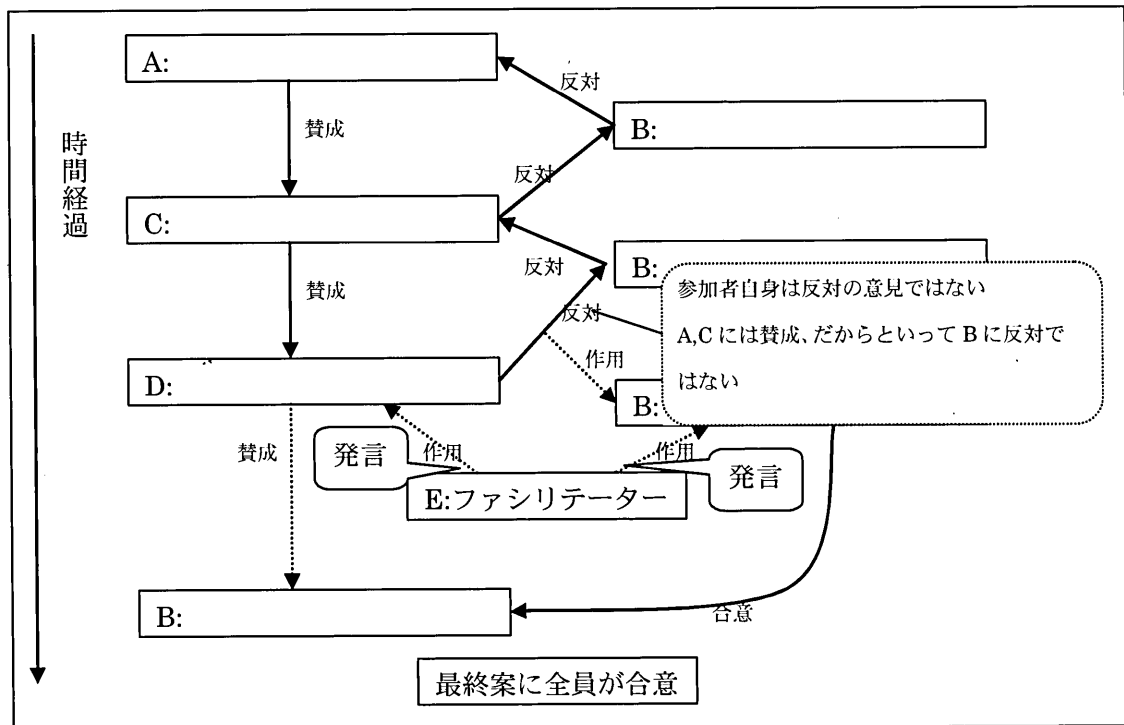 時間経過
A:
反対
賛成
B:
反対
C:
反対
B:
賛成
反対
参加者自身は反対の意見ではない
A,C には賛成、だからといって B に反対で
はない
作用
D:
B:
賛成
発言
作用
作用
発言
E:ファシリテーター
B:
合意
最終案に全員が合意